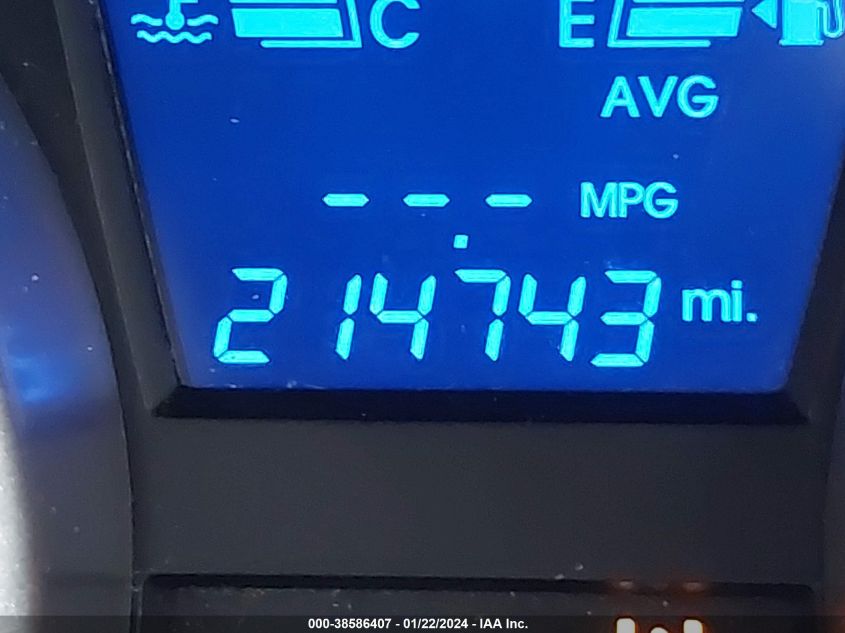 C E
AVG
--.- MPG
214743 mi.
000-38586407 - 01/22/2024 - IAA Inc.